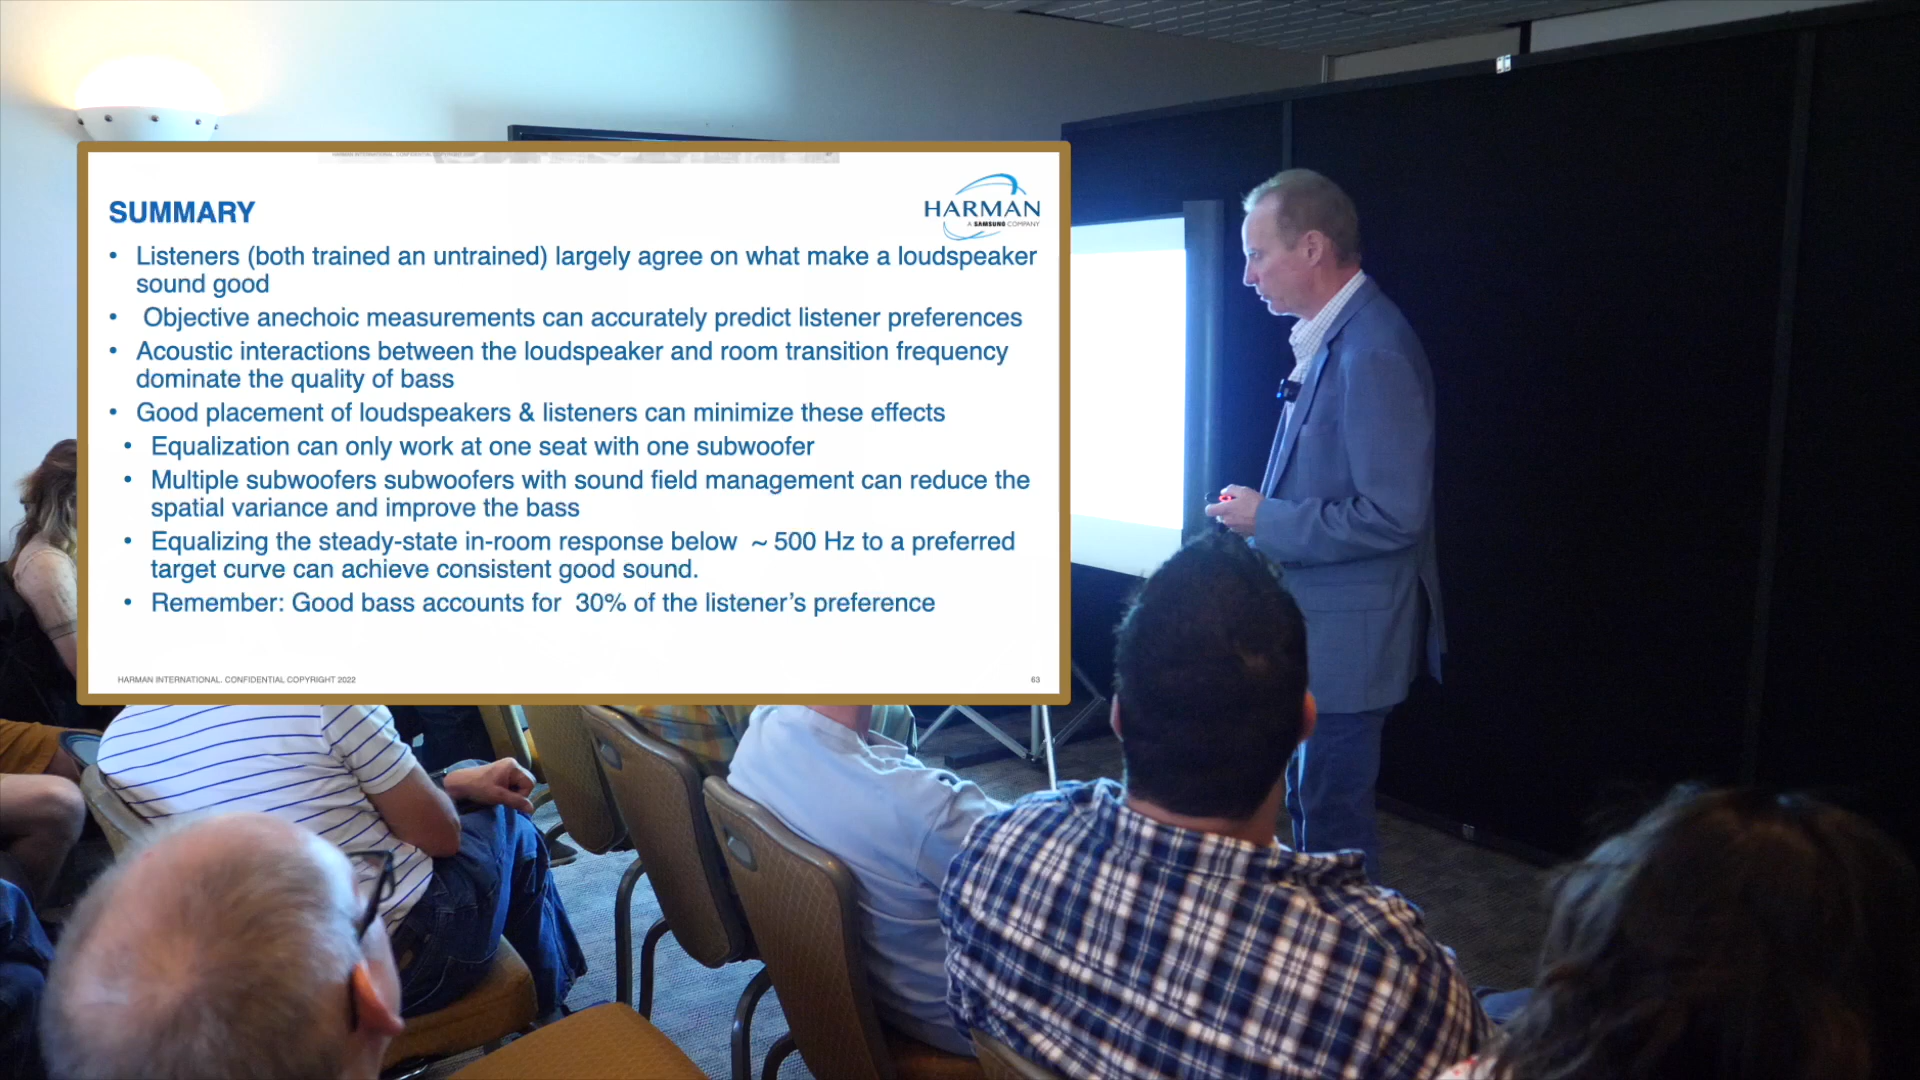 SUMMARY
HARMAN
A SAMSUNG COMPANY
• Listeners (both trained an untrained) largely agree on what make a loudspeaker
sound good
• Objective anechoic measurements can accurately predict listener preferences
• Acoustic interactions between the loudspeaker and room transition frequency
dominate the quality of bass
• Good placement of loudspeakers & listeners can minimize these effects
• Equalization can only work at one seat with one subwoofer
• Multiple subwoofers subwoofers with sound field management can reduce the
spatial variance and improve the bass
• Equalizing the steady-state in-room response below ~ 500 Hz to a preferred
target curve can achieve consistent good sound.
• Remember: Good bass accounts for 30% of the listener's preference
HARMAN INTERNATIONAL. CONFIDENTIAL COPYRIGHT 2022
63